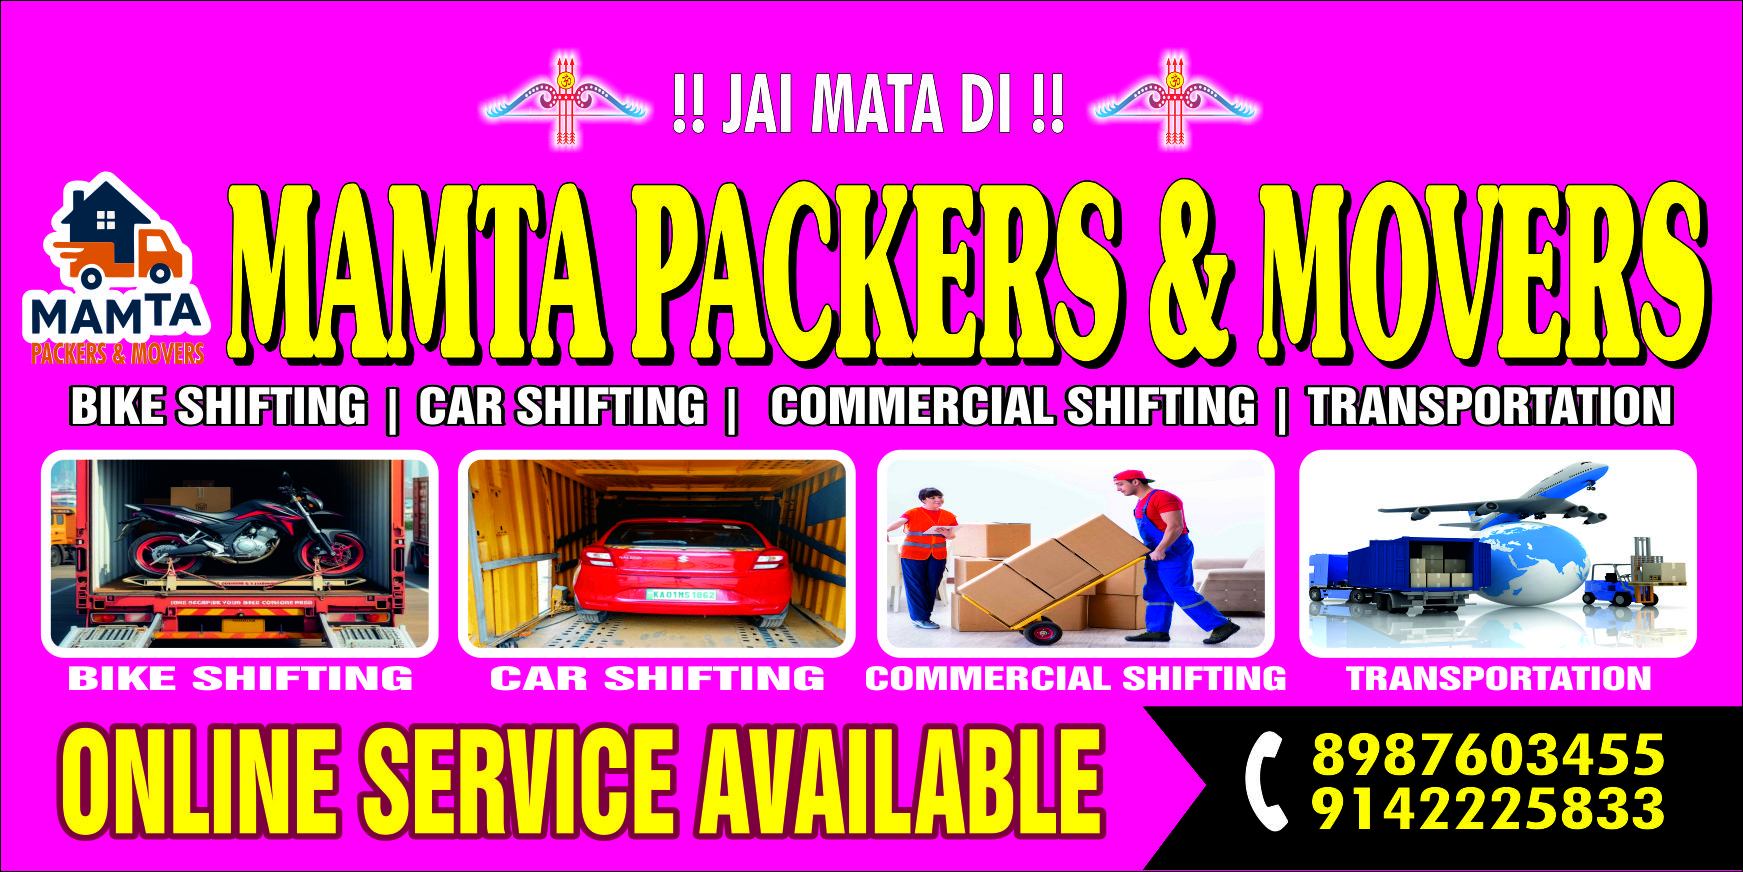 !! JAI MATA DI !!
MAMTA PACKERS & MOVERS
MAMTA
PACKERS & MOVERS
BIKE SHIFTING | CAR SHIFTING | COMMERCIAL SHIFTING | TRANSPORTATION
KA01MS1862
BIKE SHIFTING
CAR SHIFTING
COMMERCIAL SHIFTING
TRANSPORTATION
ONLINE SERVICE AVAILABLE
8987603455
9142225833